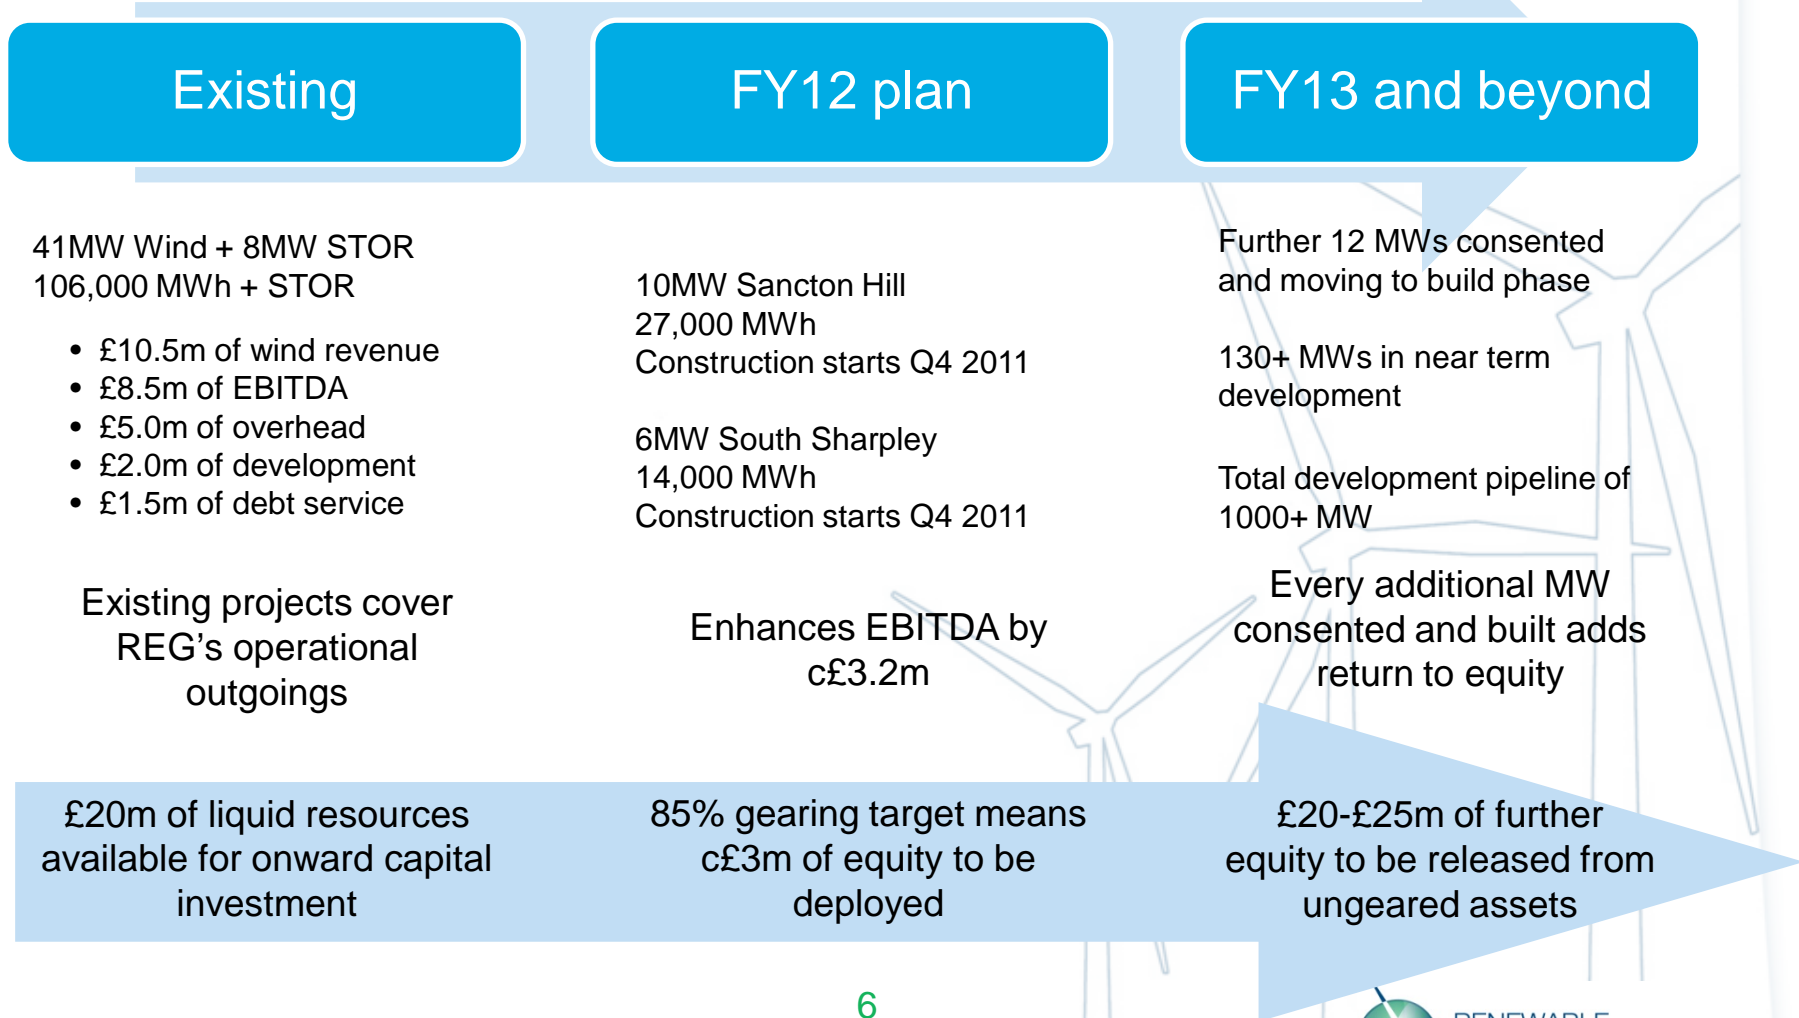 Existing
FY12 plan
FY13 and beyond
41MW Wind + 8MW STOR
106,000 MWh + STOR
• £10.5m of wind revenue
• £8.5m of EBITDA
• £5.0m of overhead
• £2.0m of development
• £1.5m of debt service
Existing projects cover
REG’s operational
outgoings
10MW Sancton Hill
27,000 MWh
Construction starts Q4 2011
6MW South Sharpley
14,000 MWh
Construction starts Q4 2011
Enhances EBITDA by
c£3.2m
Further 12 MWs consented
and moving to build phase
130+ MWs in near term
development
Total development pipeline of
1000+ MW
Every additional MW
consented and built adds
return to equity
£20m of liquid resources
available for onward capital
investment
85% gearing target means
c£3m of equity to be
deployed
£20-£25m of further
equity to be released from
ungeared assets
6
RENEWABLE